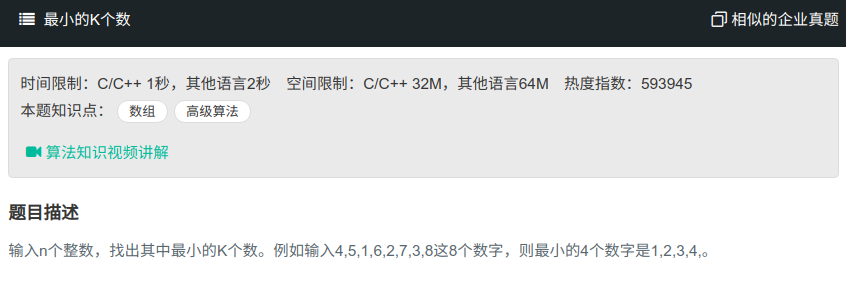 最小的K个数
相似的企业真题
时间限制：C/C++ 1秒，其他语言2秒 空间限制：C/C++ 32M，其他语言64M 热度指数：593945
本题知识点： 数组 高级算法
算法知识视频讲解
题目描述
输入n个整数，找出其中最小的K个数。例如输入4,5,1,6,2,7,3,8这8个数字，则最小的4个数字是1,2,3,4,。